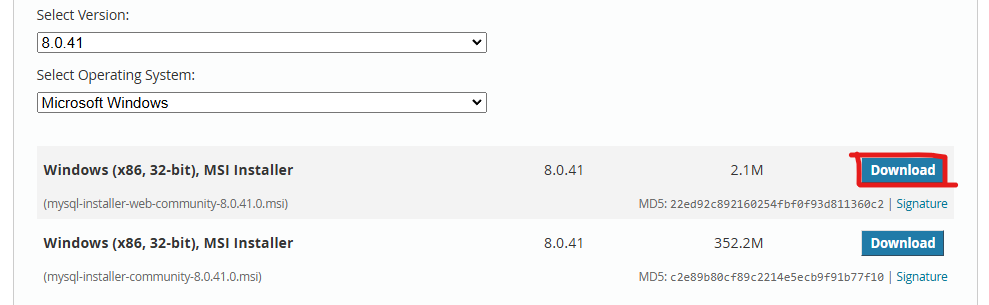 Select Version:
8.0.41
Select Operating System:
Microsoft Windows
Windows (x86, 32-bit), MSI Installer 8.0.41 2.1M Download
(mysql-installer-web-community-8.0.41.0.msi) MD5: 22ed92c892160254fbf0f93d811360c2 | Signature
Windows (x86, 32-bit), MSI Installer 8.0.41 352.2M Download
(mysql-installer-community-8.0.41.0.msi) MD5: c2e89b80cf89c2214e5ecb9f91b77f10 | Signature